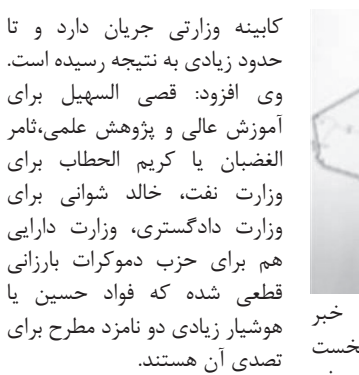 کابینه وزارتی جریان دارد و تا
حدود زیادی به نتیجه رسیده است.
وی افزود: قصی السهیل برای
آموزش عالی و پژوهش علمی،ثامر
الغضبان یا کریم الحطاب برای
وزارت نفت، خالد شوانی برای
وزارت دادگستری، وزارت دارایی
هم برای حزب دموکرات بارزانی
قطعی شده که فواد حسین یا
هوشیار زیادی دو نامزد مطرح برای
تصدی آن هستند.
خبر